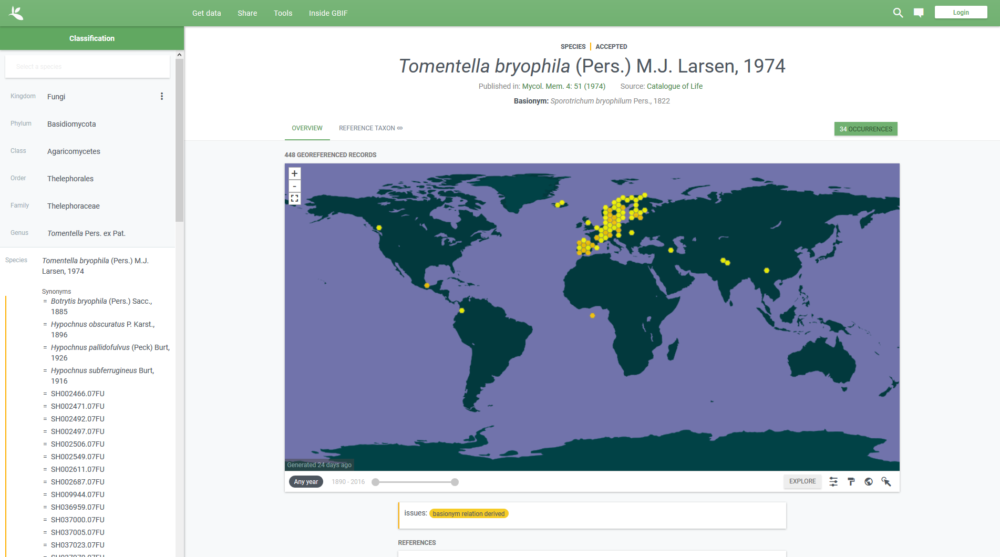 Get data Share Tools Inside GBIF Login
Classification
Select a species
Kingdom Fungi
Phylum Basidiomycota
Class Agaricomycetes
Order Thelephorales
Family Thelephoraceae
Genus Tomentella Pers. ex Pat.
Species Tomentella bryophila (Pers.) M.J.
Larsen, 1974
Synonyms
= Botrytis bryophila (Pers.) Sacc.,
1885
= Hypochnus obscuratus P. Karst.,
1896
= Hypochnus pallidofulvus (Peck) Burt,
1926
= Hypochnus subferrugineus Burt,
1916
= SH002466.07FU
= SH002471.07FU
= SH002492.07FU
= SH002497.07FU
= SH002506.07FU
= SH002549.07FU
= SH002611.07FU
= SH002687.07FU
= SH009944.07FU
= SH036959.07FU
= SH037000.07FU
= SH037005.07FU
= SH037023.07FU
SPECIES | ACCEPTED
Tomentella bryophila (Pers.) M.J. Larsen, 1974
Published in: Mycol. Mem. 4: 51 (1974) Source: Catalogue of Life
Basionym: Sporotrichum bryophilum Pers., 1822
OVERVIEW REFERENCE TAXON 34 OCCURRENCES
448 GEOREFERENCED RECORDS
+
-
Generated 24 days ago
Any year 1890 - 2016 EXPLORE
issues: basionym relation derived
REFERENCES